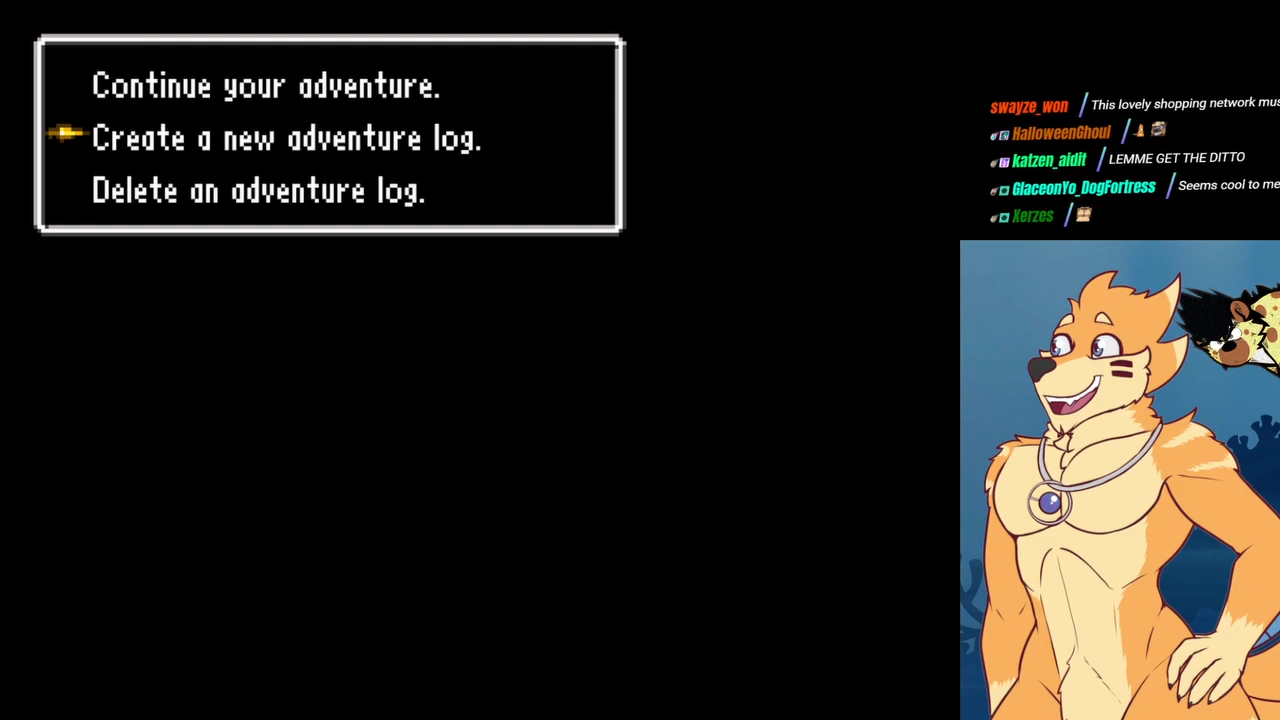 Continue your adventure.
Create a new adventure log.
Delete an adventure log.
swayze_won / This lovely shopping network
HalloweenGhoul /
katzen_aidit / LEMME GET THE DITTO
GlaceonYo_DogFortress / Seems cool to me
Xerzes /